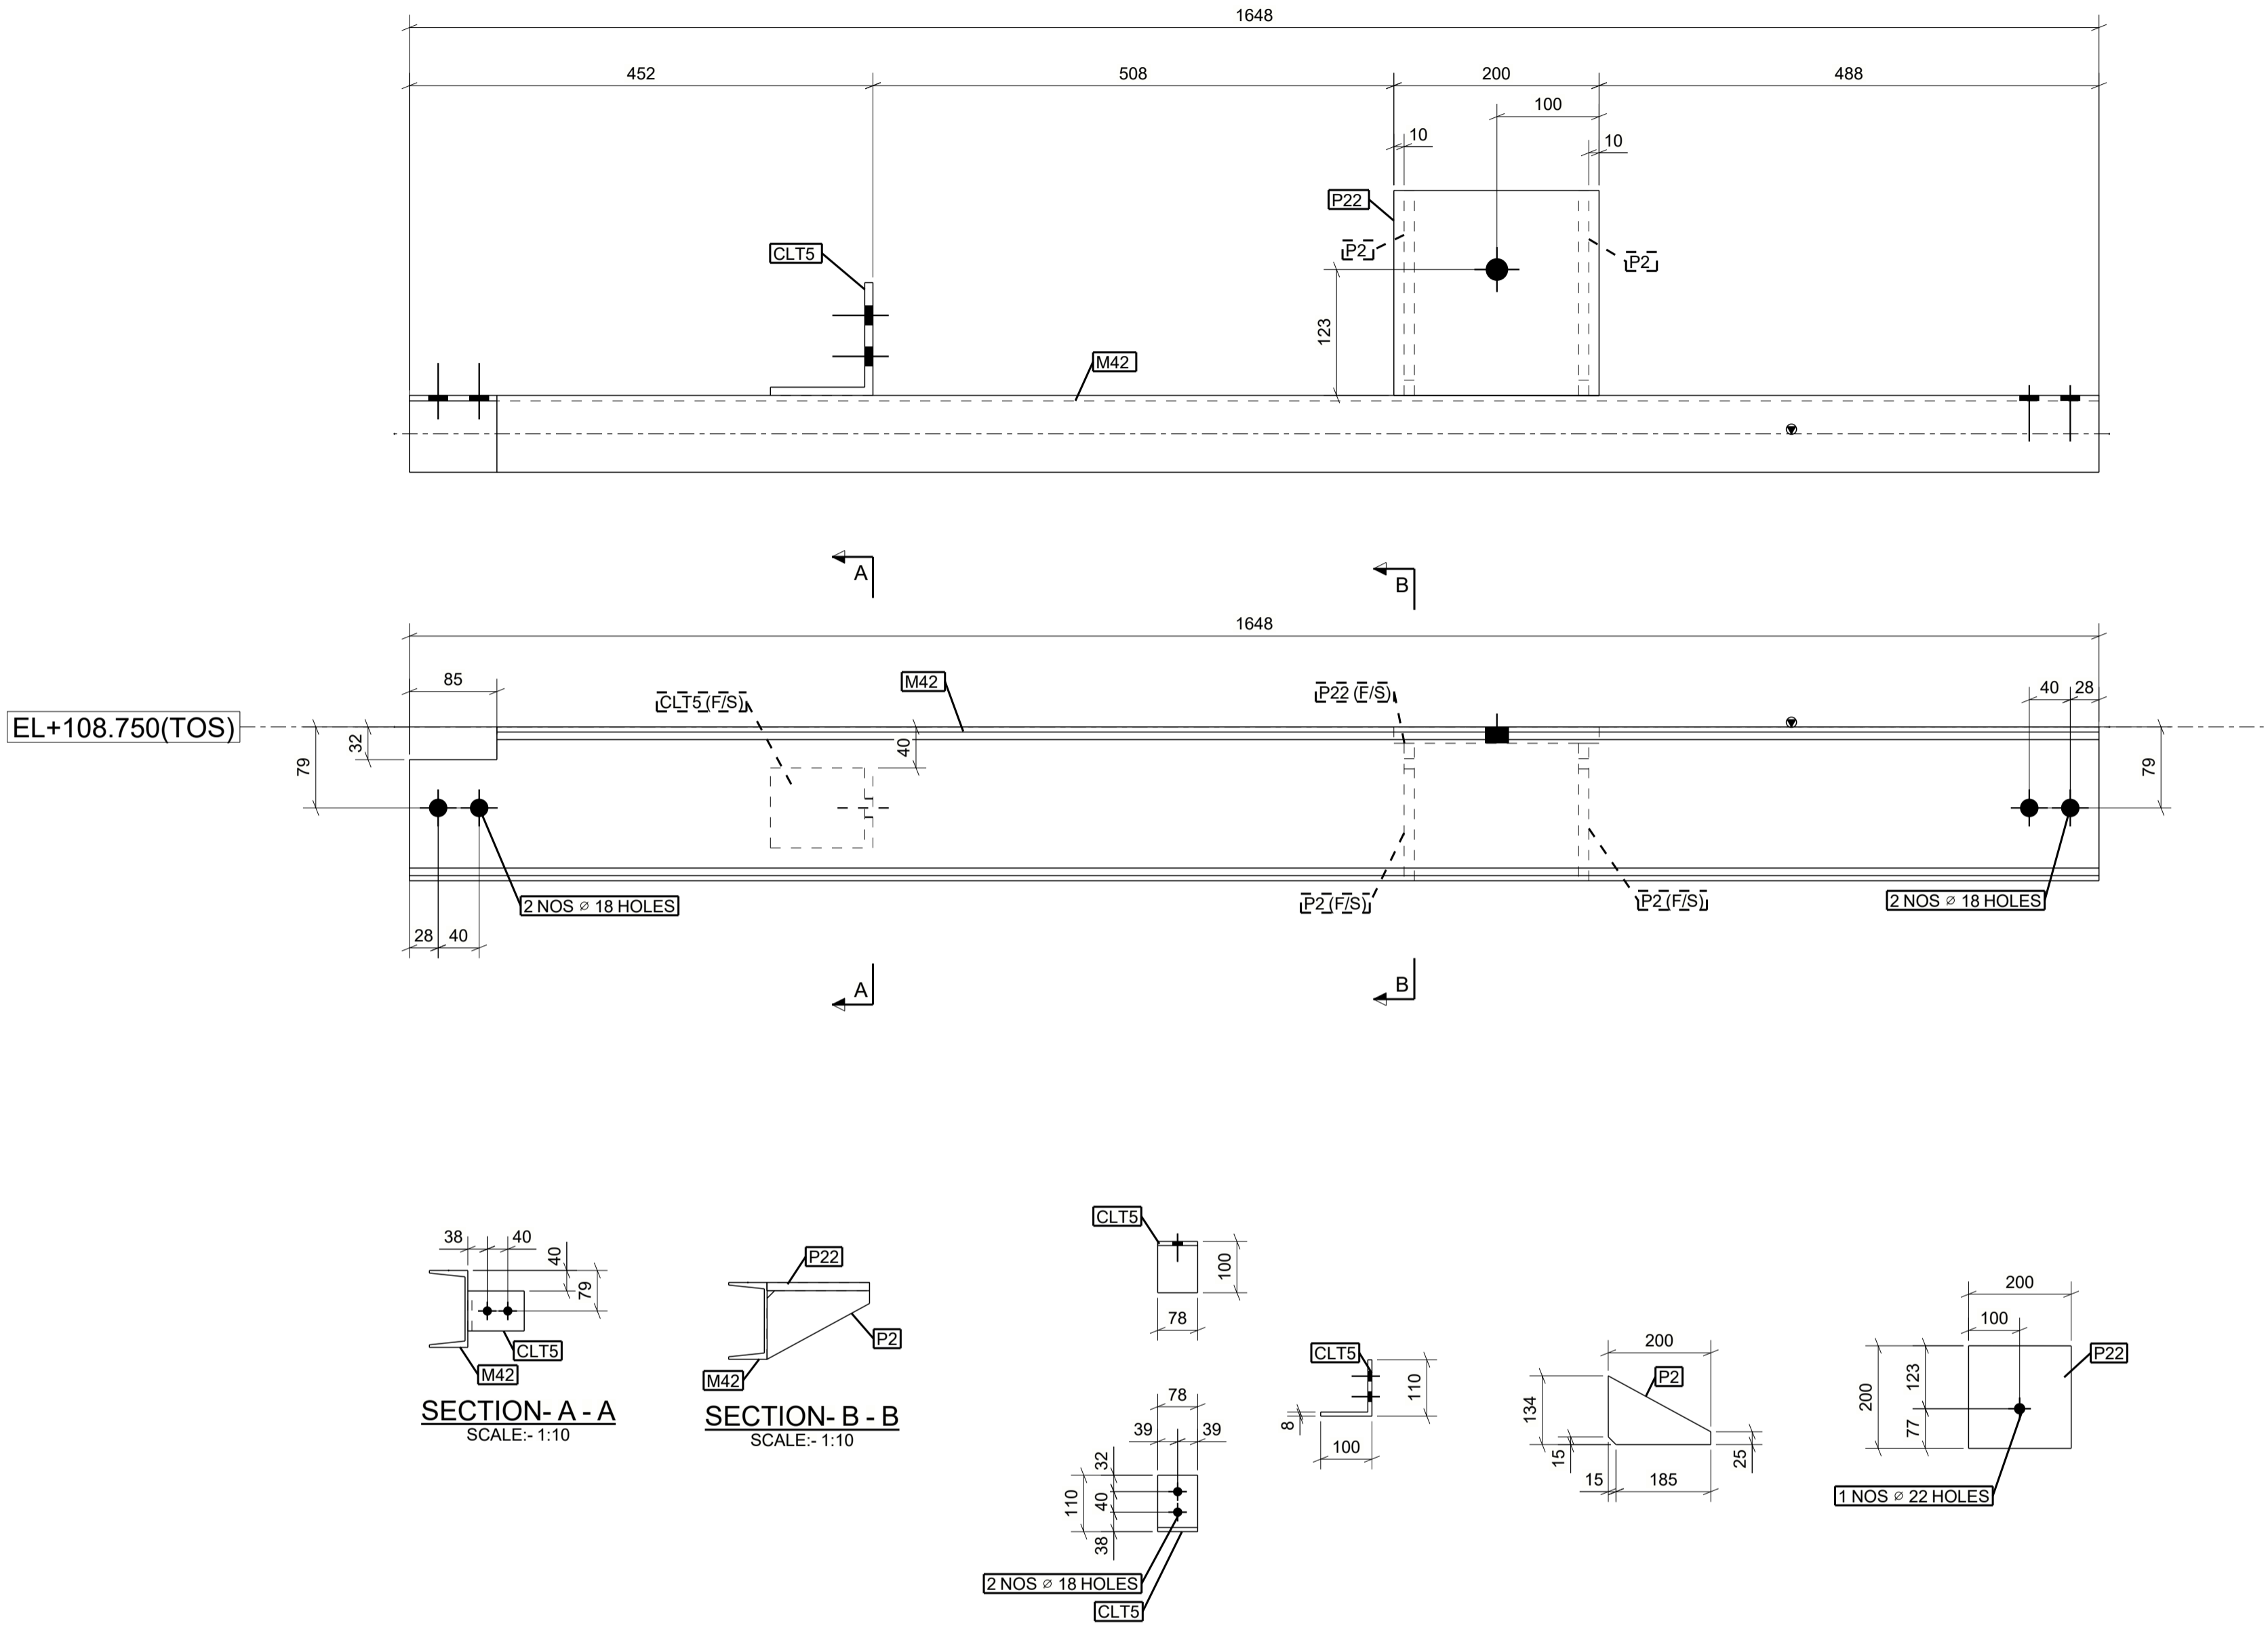 1648
452 508 200 488
100
10 10
P22
P2
P2
CLT5
123
M42
A
B
1648
85
M42
CLT5 (F/S)
P22 (F/S)
40 28
EL+108.750(TOS)
32
79
40
79
2 NOS ⌀ 18 HOLES
P2 (F/S)
P2 (F/S)
2 NOS ⌀ 18 HOLES
28 40
A
B
38 40
40
79
CLT5
M42
SECTION- A - A
SCALE:- 1:10
P22
P2
M42
SECTION- B - B
SCALE:- 1:10
CLT5
100
78
78
39 39
32
110
40
38
2 NOS ⌀ 18 HOLES
CLT5
CLT5
110
8
100
200
P2
134
15
25
15 185
200
100
P22
123
200
77
1 NOS ⌀ 22 HOLES